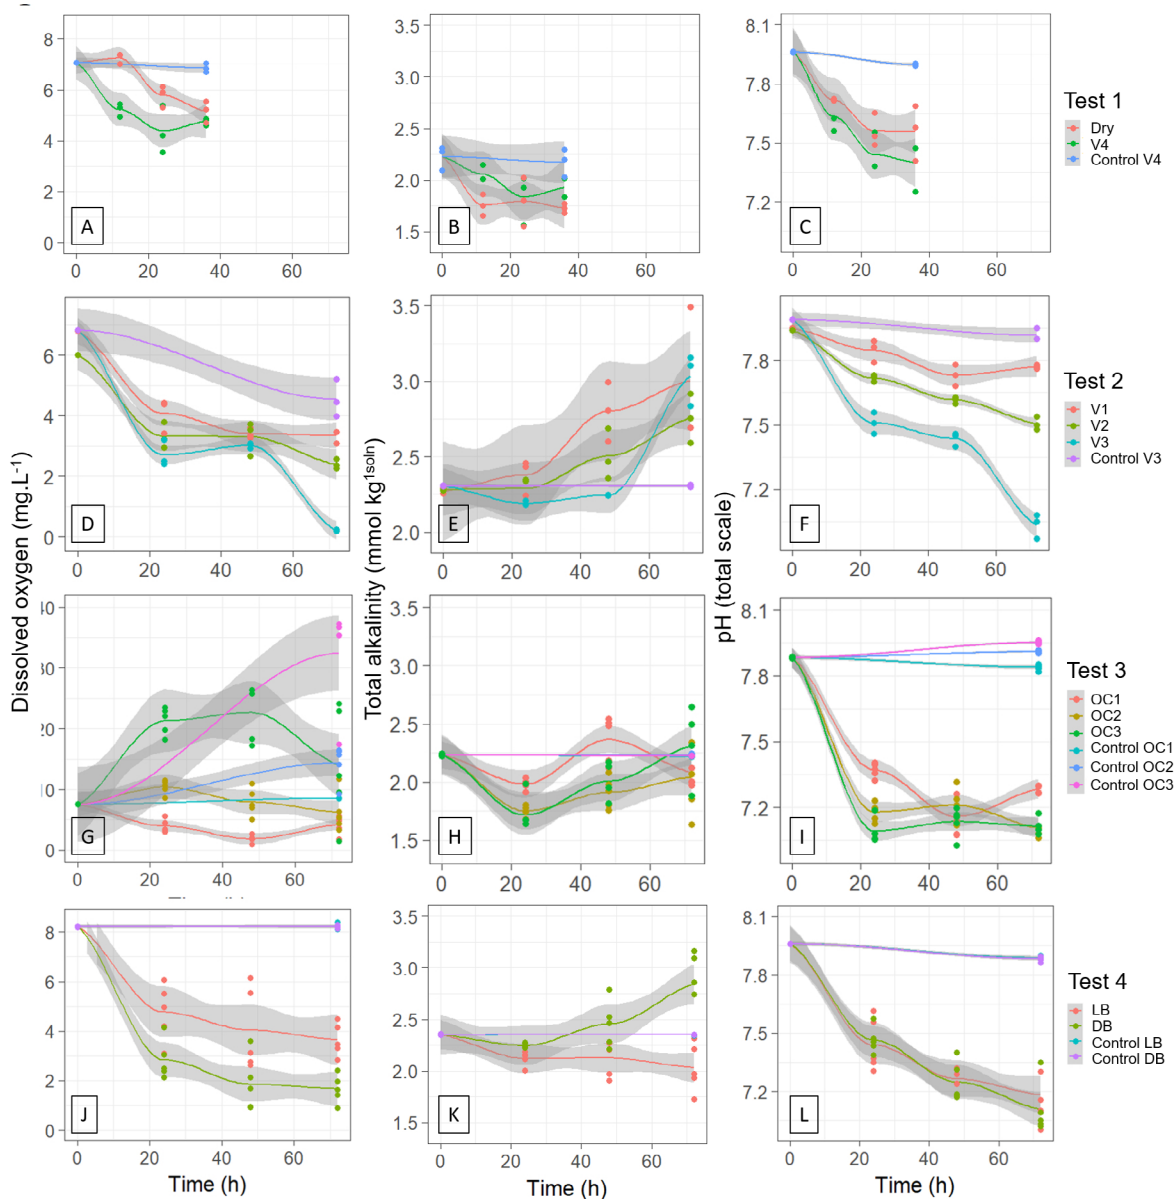 8
6
4
2
0
A
0 20 40 60
3.5
3.0
2.5
2.0
1.5
B
0 20 40 60
8.1
7.8
7.5
7.2
C
0 20 40 60
Test 1
Dry
V4
Control V4
6
4
2
0
D
0 20 40 60
3.5
3.0
2.5
2.0
E
0 20 40 60
7.8
7.5
7.2
F
0 20 40 60
Test 2
V1
V2
V3
Control V3
Dissolved oxygen (mg.L-1)
Total alkalinity (mmol kg1soln)
pH (total scale)
40
30
20
10
0
G
0 20 40 60
3.5
3.0
2.5
2.0
1.5
H
0 20 40 60
8.1
7.8
7.5
7.2
I
0 20 40 60
Test 3
OC1
OC2
OC3
Control OC1
Control OC2
Control OC3
8
6
4
2
0
J
0 20 40 60
Time (h)
3.5
3.0
2.5
2.0
1.5
K
0 20 40 60
Time (h)
8.1
7.8
7.5
7.2
L
0 20 40 60
Time (h)
Test 4
LB
DB
Control LB
Control DB